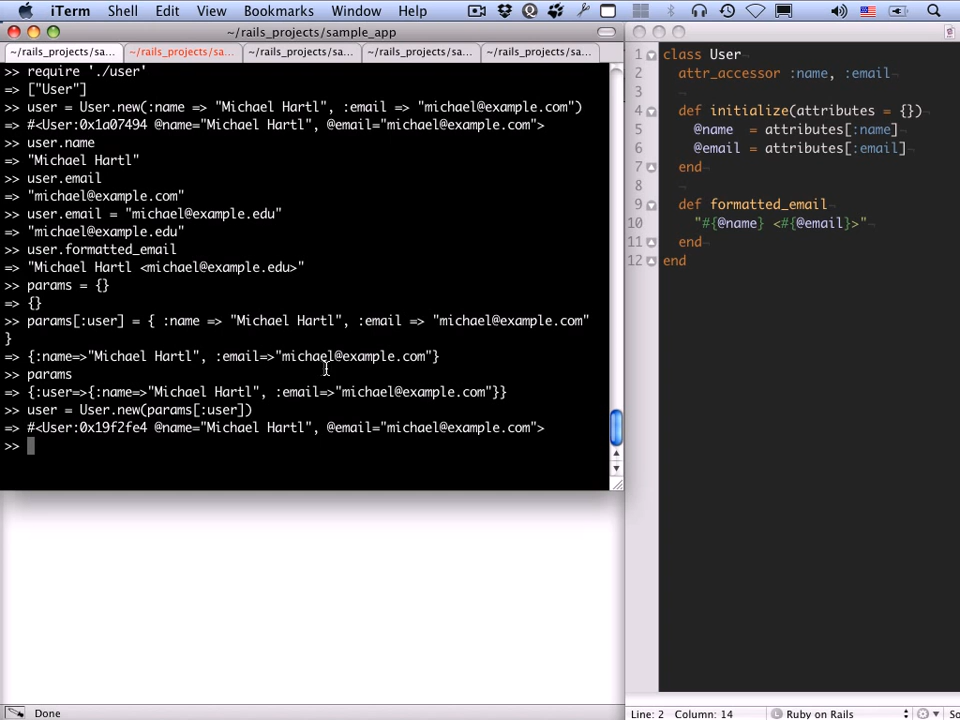 iTerm Shell Edit View Bookmarks Window Help
~/rails_projects/sample_app
~/rails_projects/sa... ~/rails_projects/sa... ~/rails_projects/sa... ~/rails_projects/sa... ~/rails_projects/sa...
>> require './user'
=> ["User"]
>> user = User.new(:name => "Michael Hartl", :email => "michael@example.com")
=> #<User:0x1a07494 @name="Michael Hartl", @email="michael@example.com">
>> user.name
=> "Michael Hartl"
>> user.email
=> "michael@example.com"
>> user.email = "michael@example.edu"
=> "michael@example.edu"
>> user.formatted_email
=> "Michael Hartl <michael@example.edu>"
>> params = {}
=> {}
>> params[:user] = { :name => "Michael Hartl", :email => "michael@example.com"
}
=> {:name=>"Michael Hartl", :email=>"michael@example.com"}
>> params
=> {:user=>{:name=>"Michael Hartl", :email=>"michael@example.com"}}
>> user = User.new(params[:user])
=> #<User:0x19f2fe4 @name="Michael Hartl", @email="michael@example.com">
>>
Done
1 class User
2 attr_accessor :name, :email
3
4 def initialize(attributes = {})
5 @name = attributes[:name]
6 @email = attributes[:email]
7 end
8
9 def formatted_email
10 "#{@name} <#{@email}>"
11 end
12 end
Line: 2 Column: 14 Ruby on Rails So